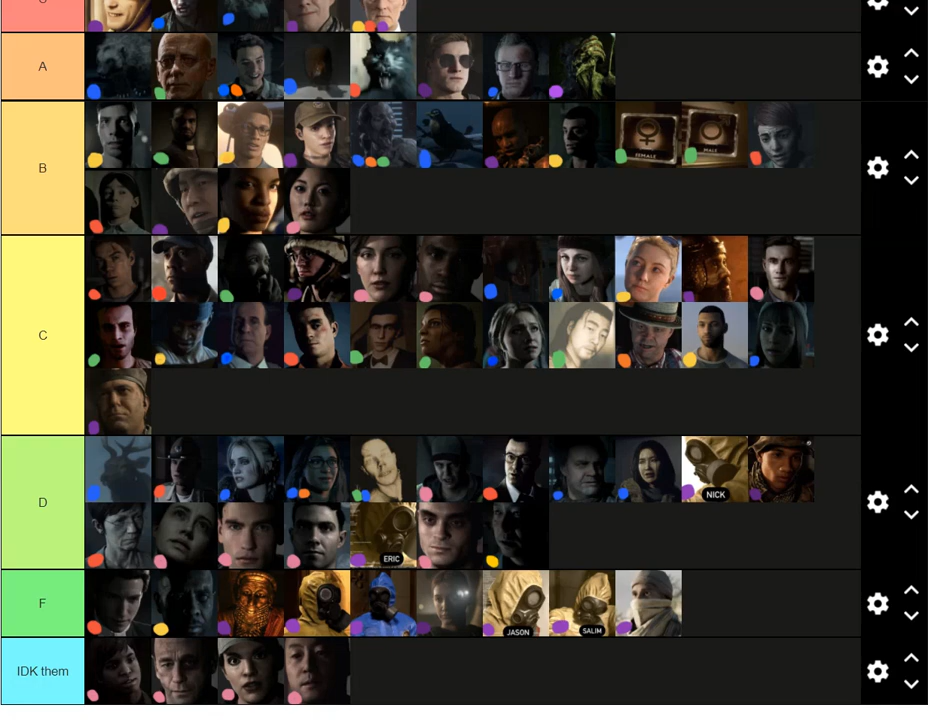 A
B
FEMALE
MALE
C
D
NICK
ERIC
F
JASON
SALIM
IDK them